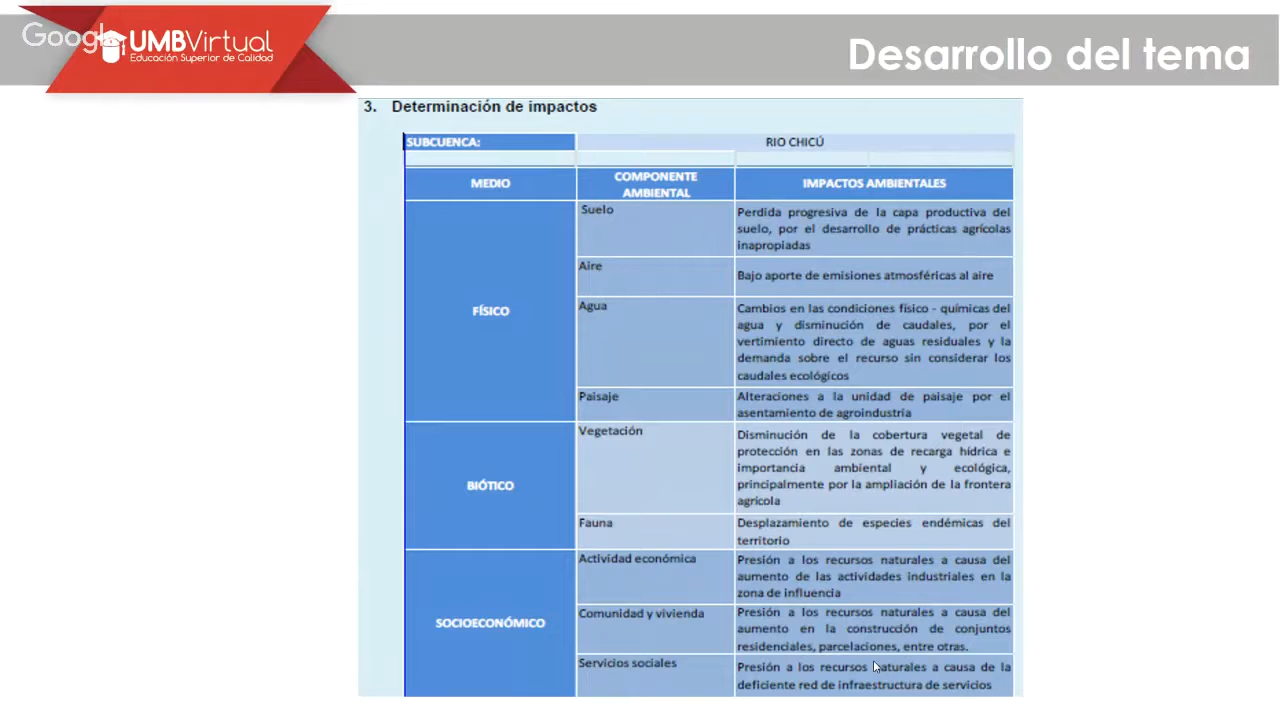 Google
UMBVirtual
Educación Superior de Calidad
Desarrollo del tema
3. Determinación de impactos
SUBCUENCA:
RIO CHICÚ
MEDIO
COMPONENTE
AMBIENTAL
IMPACTOS AMBIENTALES
FÍSICO
Suelo
Perdida progresiva de la capa productiva del
suelo, por el desarrollo de prácticas agrícolas
inapropiadas
Aire
Bajo aporte de emisiones atmosféricas al aire
Agua
Cambios en las condiciones físico - químicas del
agua y disminución de caudales, por el
vertimiento directo de aguas residuales y la
demanda sobre el recurso sin considerar los
caudales ecológicos
Paisaje
Alteraciones a la unidad de paisaje por el
asentamiento de agroindustria
BIÓTICO
Vegetación
Disminución de la cobertura vegetal de
protección en las zonas de recarga hídrica e
importancia ambiental y ecológica,
principalmente por la ampliación de la frontera
agrícola
Fauna
Desplazamiento de especies endémicas del
territorio
SOCIOECONÓMICO
Actividad económica
Presión a los recursos naturales a causa del
aumento de las actividades industriales en la
zona de influencia
Comunidad y vivienda
Presión a los recursos naturales a causa del
aumento en la construcción de conjuntos
residenciales, parcelaciones, entre otras.
Servicios sociales
Presión a los recursos naturales a causa de la
deficiente red de infraestructura de servicios